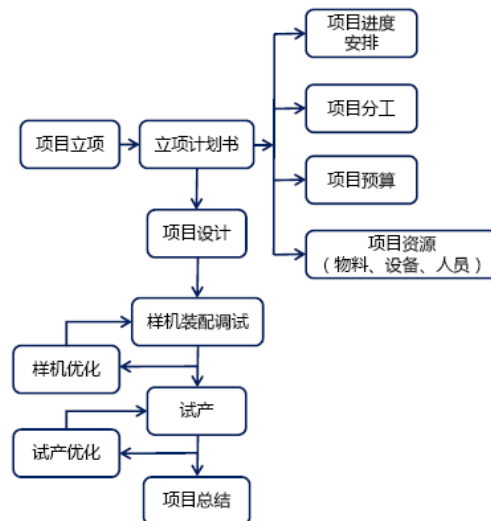 项目进度
安排
项目分工
项目立项
立项计划书
项目预算
项目设计
项目资源
（物料、设备、人员）
样机装配调试
样机优化
试产
试产优化
项目总结